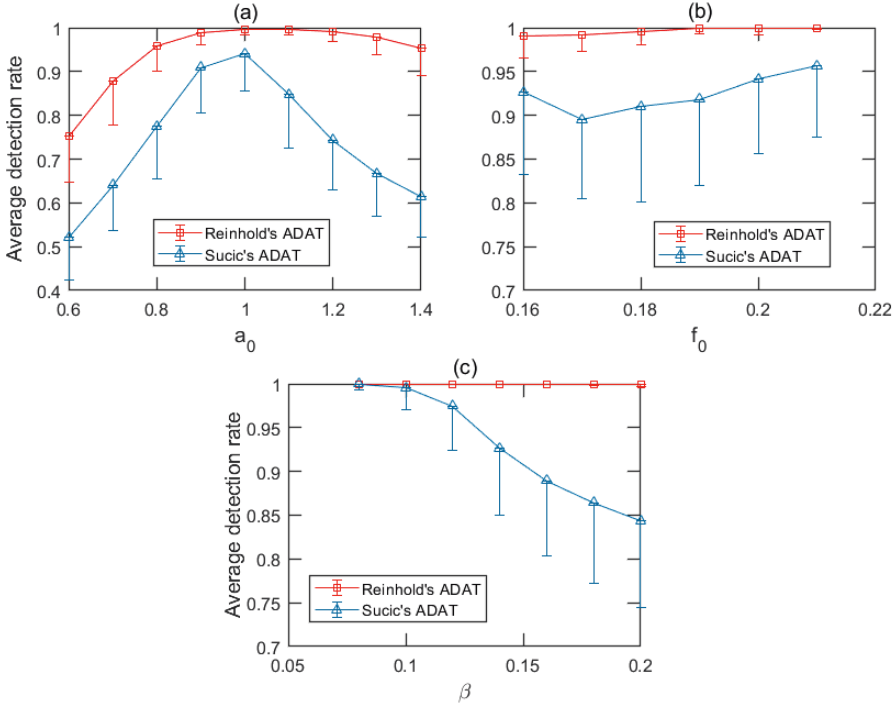 (a)
1
0.9
0.8
0.7
0.6
0.5
0.4
Average detection rate
Reinhold's ADAT
Sucic's ADAT
0.6 0.8 1 1.2 1.4
a0
(b)
1
0.95
0.9
0.85
0.8
0.75
0.7
Reinhold's ADAT
Sucic's ADAT
0.16 0.18 0.2 0.22
f0
(c)
1
0.95
0.9
0.85
0.8
0.75
0.7
Average detection rate
Reinhold's ADAT
Sucic's ADAT
0.05 0.1 0.15 0.2
β